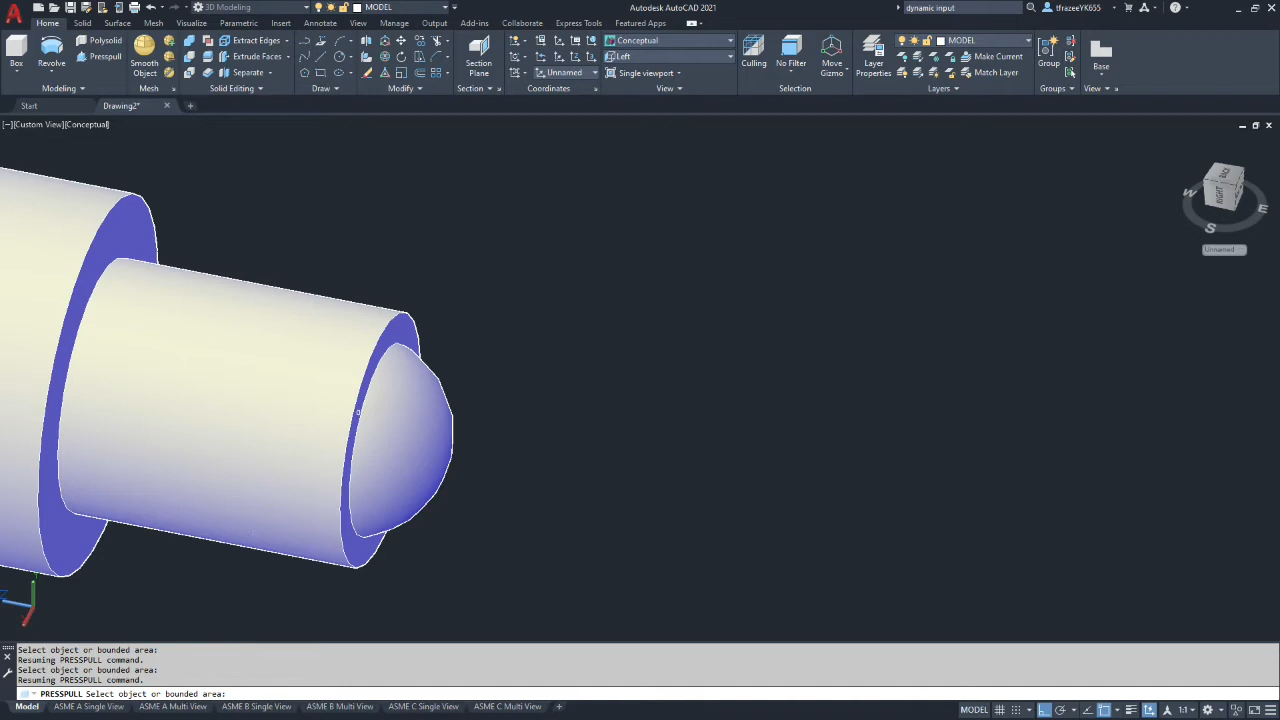 3D Modeling MODEL Autodesk AutoCAD 2021 Drawing2.dwg dynamic input tfrazeeYK655
Home Solid Surface Mesh Visualize Parametric Insert Annotate View Manage Output Add-ins Collaborate Express Tools Featured Apps
Box Revolve Polysolid Presspull
Smooth Object Extract Edges Extrude Faces Separate
Section Plane Unnamed Conceptual Left Single viewport
Culling No Filter Move Gizmo
Layer Properties MODEL Make Current Match Layer Group Base
Modeling Mesh Solid Editing Draw Modify Section Coordinates View Selection Layers Groups View
Start Drawing2* +
[−][Custom View][Conceptual]
BACK
RIGHT
W E
S
Unnamed
Z
Select object or bounded area:
Resuming PRESSPULL command.
Select object or bounded area:
Resuming PRESSPULL command.
PRESSPULL Select object or bounded area:
Model ASME A Single View ASME A Multi View ASME B Single View ASME B Multi View ASME C Single View ASME C Multi View + MODEL 1:1